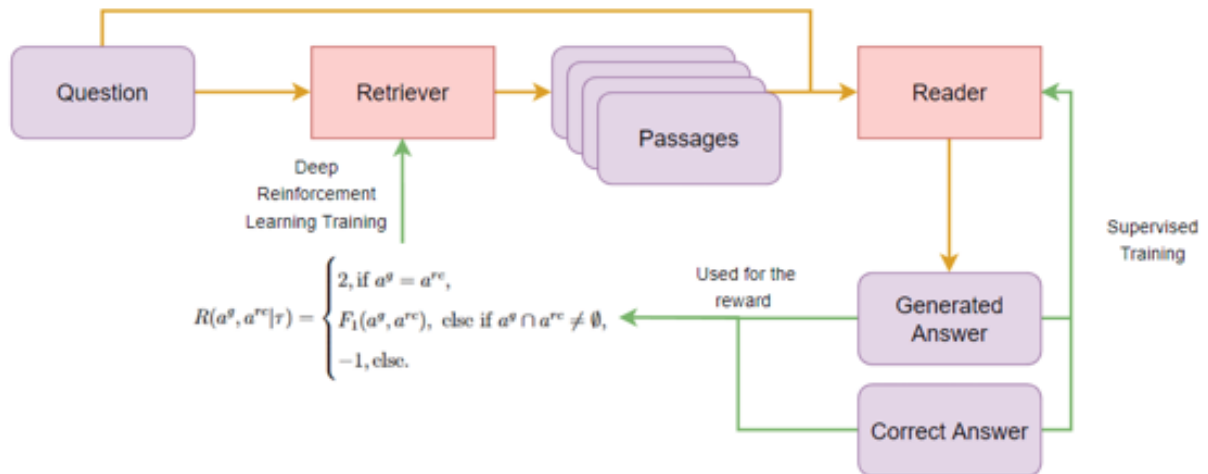 Question
Retriever
Passages
Reader
Deep
Reinforcement
Learning Training
Supervised
Training
Used for the
reward
Generated
Answer
R(a^g, a^{rc}|τ) = { 2, if a^g = a^{rc},
F_1(a^g, a^{rc}), else if a^g ∩ a^{rc} ≠ ∅,
−1, else.
Correct Answer